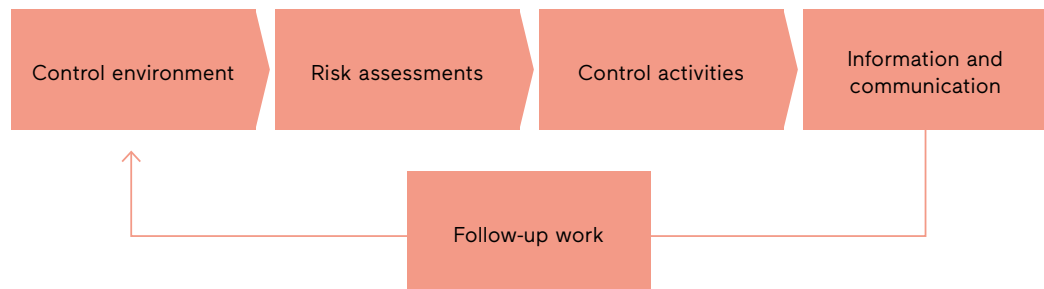 Control environment
Risk assessments
Control activities
Information and
communication
Follow-up work